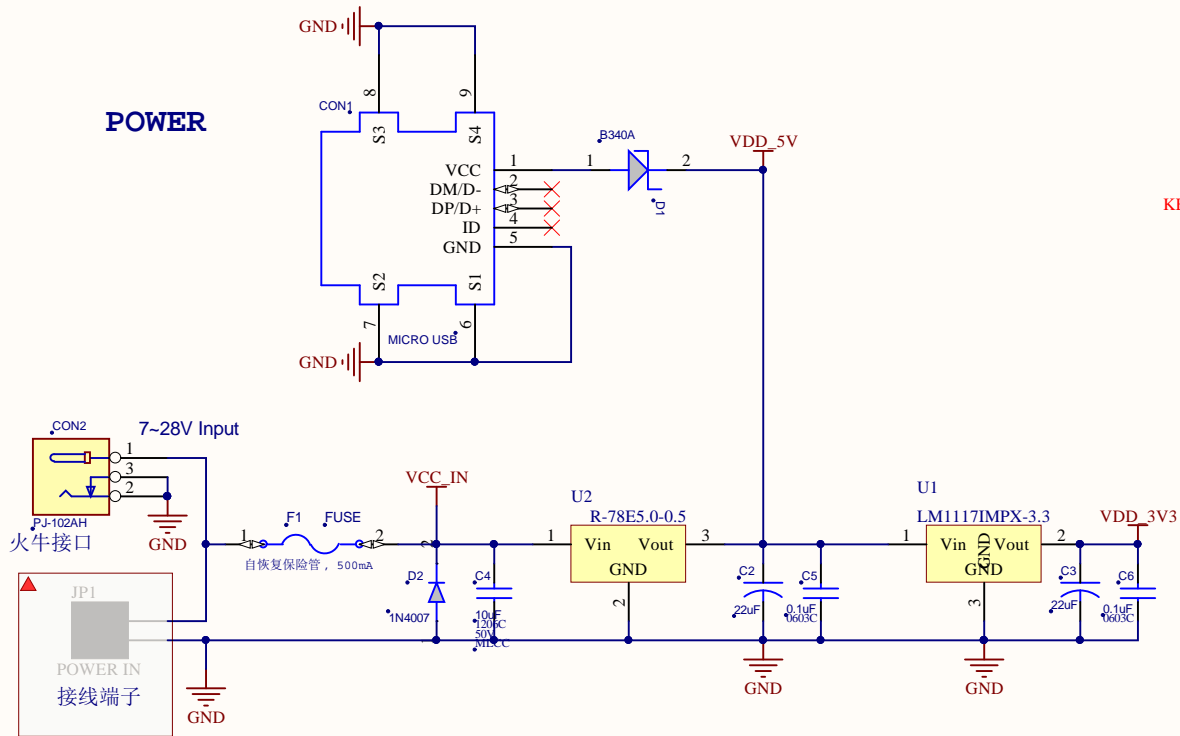 GND
8
9
CON1
POWER
S3
S4
B340A
VDD_5V
VCC
1
1
2
DM/D-
2
DP/D+
3
D1
KE
ID
4
GND
5
S2
S1
7
6
MICRO USB
GND
CON2
7~28V Input
1
3
2
PJ-102AH
火牛接口
GND
VCC_IN
U2
R-78E5.0-0.5
U1
LM1117IMPX-3.3
VDD_3V3
1
F1
FUSE
2
自恢复保险管，500mA
1
Vin
Vout
3
GND
2
1
Vin
GND
Vout
2
GND
3
D2
1N4007
C4
10uF
1206C
50V
MLCC
C2
22uF
C5
0.1uF
0603C
C3
22uF
C6
0.1uF
0603C
JP1
POWER IN
接线端子
GND
GND
GND